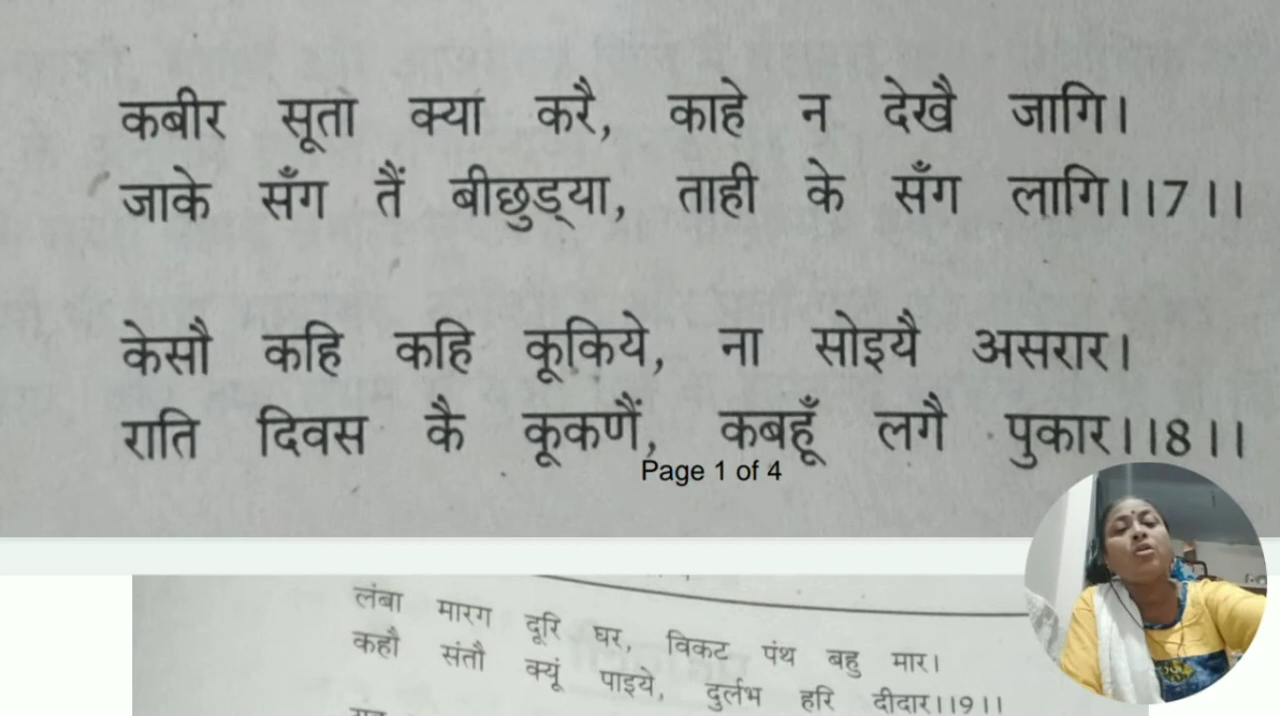 कबीर सूता क्या करै, काहे न देखै जागि।
जाके सँग तैं बीछुड्या, ताही के सँग लागि।।7।।
केसौ कहि कहि कूकिये, ना सोइयै असरार।
राति दिवस कै कूकणैं, कबहूँ लगै पुकार।।8।।
Page 1 of 4
लंबा मारग दूरि घर, विकट पंथ बहु मार।
कहौ संतौ क्यूं पाइये, दुर्लभ हरि दीदार।।9।।